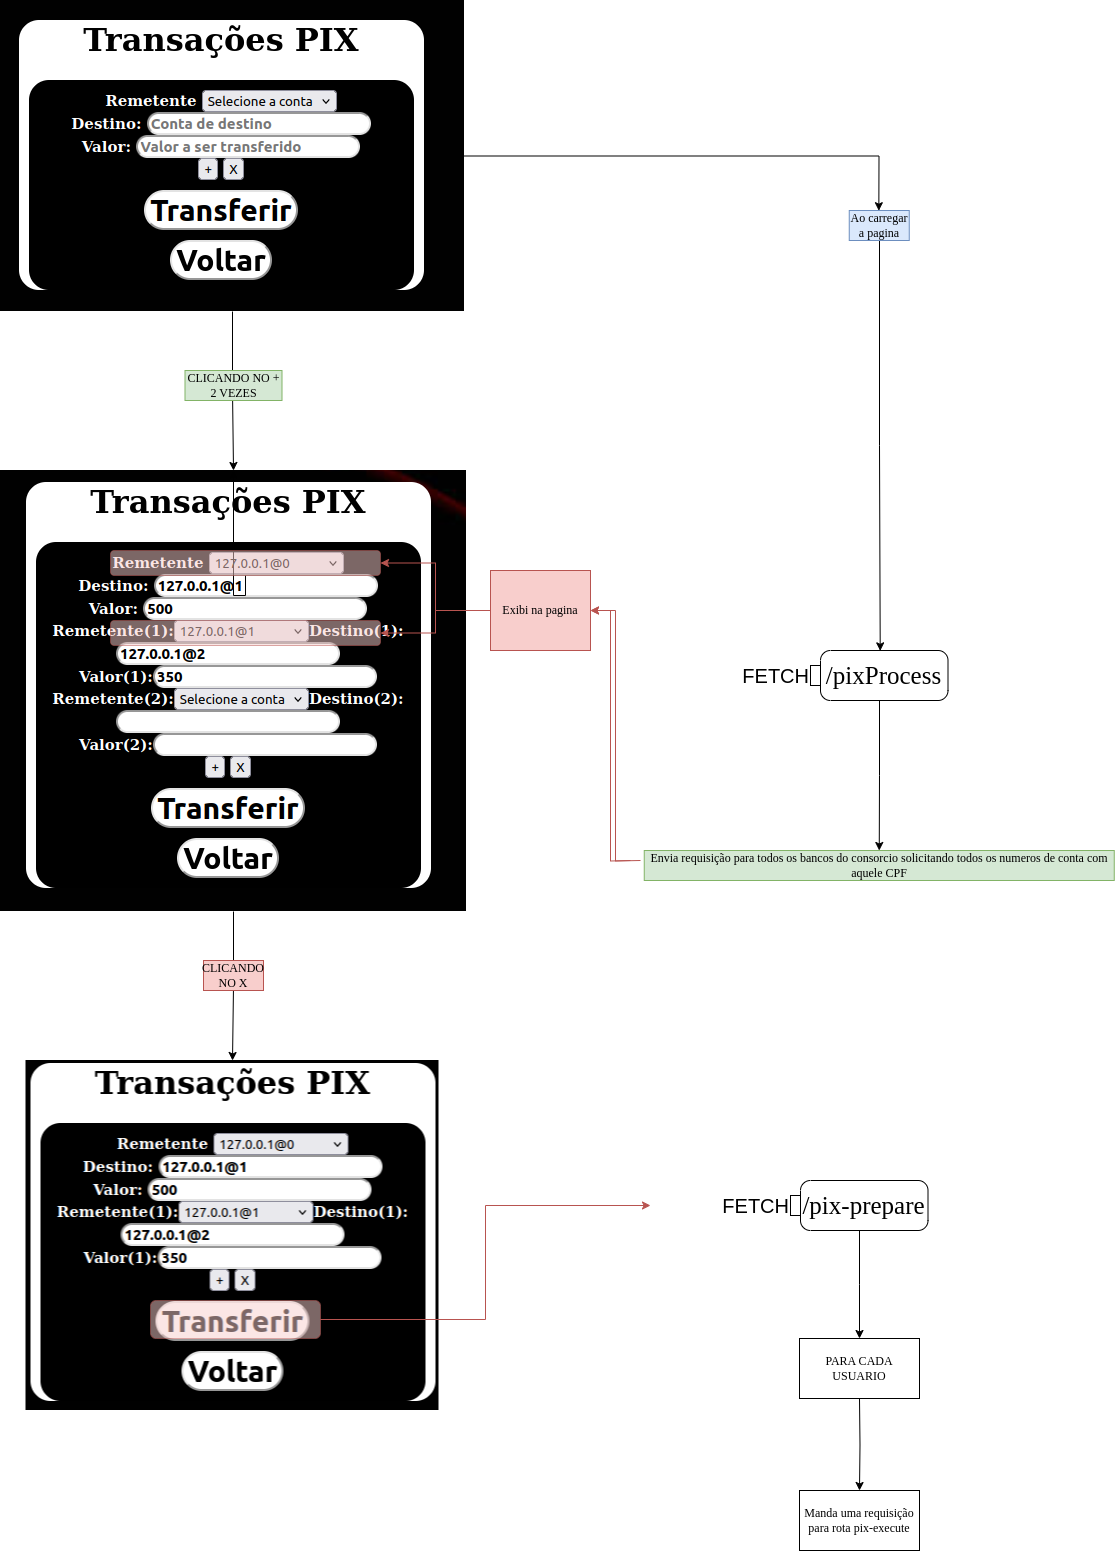 Transações PIX
Remetente Selecione a conta
Destino: Conta de destino
Valor: Valor a ser transferido
+ X
Transferir
Voltar
Ao carregar
a pagina
CLICANDO NO +
2 VEZES
Transações PIX
Remetente 127.0.0.1@0
Destino: 127.0.0.1@1
Valor: 500
Remetente(1): 127.0.0.1@1 Destino(1):
127.0.0.1@2
Valor(1): 350
Remetente(2): Selecione a conta Destino(2):
Valor(2):
+ X
Transferir
Voltar
Exibi na pagina
FETCH /pixProcess
Envia requisição para todos os bancos do consorcio solicitando todos os numeros de conta com
aquele CPF
CLICANDO
NO X
Transações PIX
Remetente 127.0.0.1@0
Destino: 127.0.0.1@1
Valor: 500
Remetente(1): 127.0.0.1@1 Destino(1):
127.0.0.1@2
Valor(1): 350
+ X
Transferir
Voltar
FETCH /pix-prepare
PARA CADA
USUARIO
Manda uma requisição
para rota pix-execute